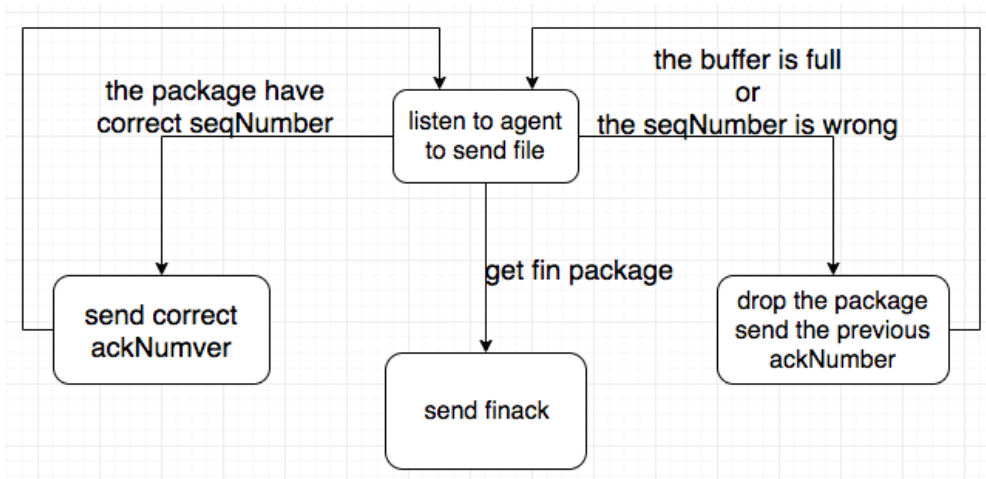 the package have
correct seqNumber
the buffer is full
or
the seqNumber is wrong
listen to agent
to send file
get fin package
send correct
ackNumver
send finack
drop the package
send the previous
ackNumber